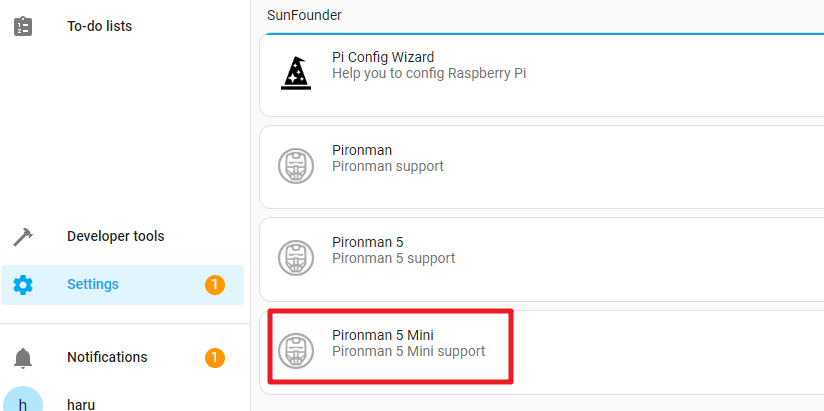 To-do lists
Developer tools
Settings
1
Notifications
1
h
haru
SunFounder
Pi Config Wizard
Help you to config Raspberry Pi
Pironman
Pironman support
Pironman 5
Pironman 5 support
Pironman 5 Mini
Pironman 5 Mini support